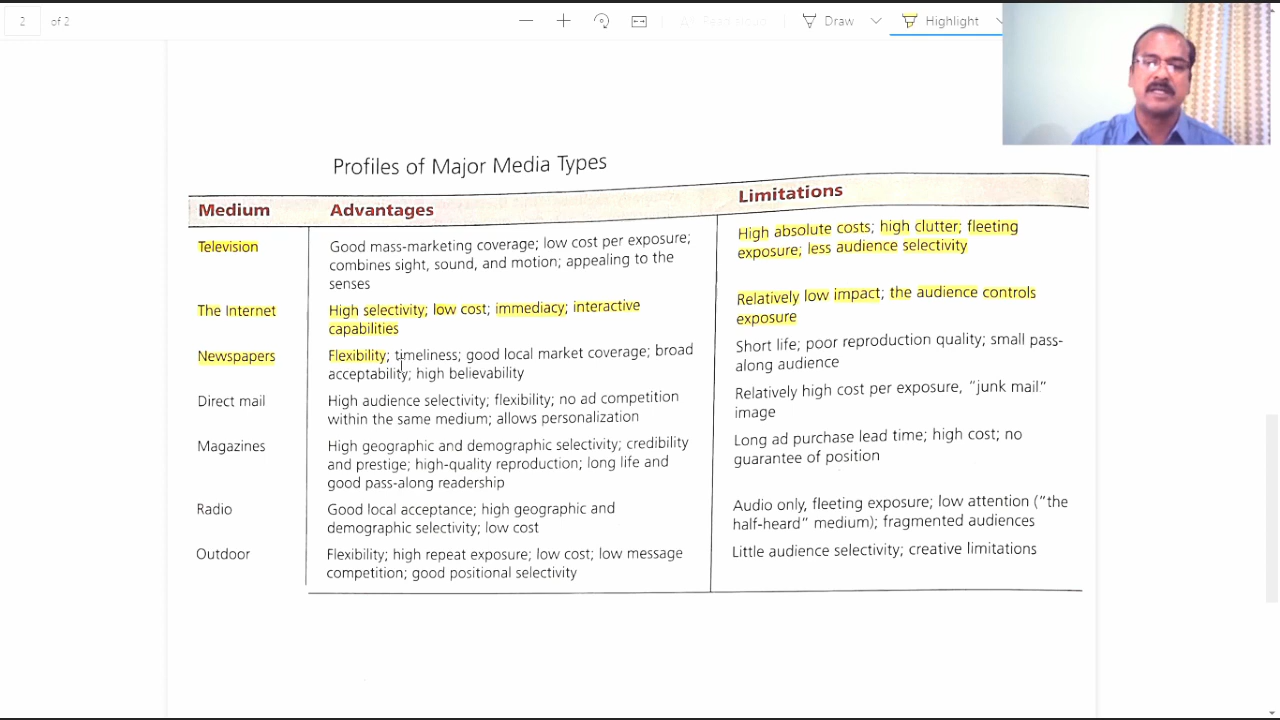 2 of 2
Draw
Highlight
Profiles of Major Media Types
Medium Advantages Limitations
Television
Good mass-marketing coverage; low cost per exposure;
combines sight, sound, and motion; appealing to the
senses
High absolute costs; high clutter; fleeting
exposure; less audience selectivity
The Internet
High selectivity; low cost; immediacy; interactive
capabilities
Relatively low impact; the audience controls
exposure
Newspapers
Flexibility; timeliness; good local market coverage; broad
acceptability; high believability
Short life; poor reproduction quality; small pass-
along audience
Direct mail
High audience selectivity; flexibility; no ad competition
within the same medium; allows personalization
Relatively high cost per exposure, "junk mail"
image
Magazines
High geographic and demographic selectivity; credibility
and prestige; high-quality reproduction; long life and
good pass-along readership
Long ad purchase lead time; high cost; no
guarantee of position
Radio
Good local acceptance; high geographic and
demographic selectivity; low cost
Audio only, fleeting exposure; low attention ("the
half-heard" medium); fragmented audiences
Outdoor
Flexibility; high repeat exposure; low cost; low message
competition; good positional selectivity
Little audience selectivity; creative limitations